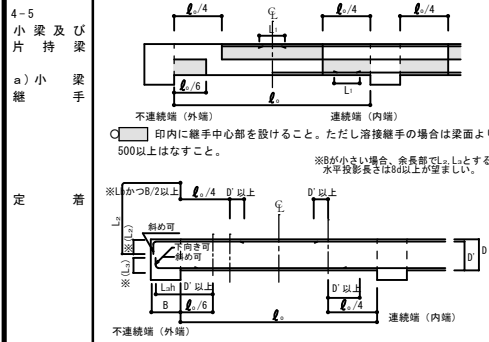 4-5
小梁及び
片持梁
a)小梁
継手
ℓ₀/4
℄
ℓ₀/4
ℓ₀/4
L₁
L₁
ℓ₀/6
ℓ₀
不連続端（外端）
連続端（内端）
印内に継手中心部を設けること。ただし溶接継手の場合は梁面より
500以上はなすこと。
※Bが小さい場合、余長部でL₂、L₃とする
水平投影長さは8d以上が望ましい。
定着
かつB/2以上
ℓ₀/4
D'以上
℄
D'以上
L₂
※(L₂)
斜め可
下向き可
斜め可
※(L₃)
D'
D
L₃h
D'以上
D'以上
B
ℓ₀/6
ℓ₀
ℓ₀/4
連続端（内端）
不連続端（外端）